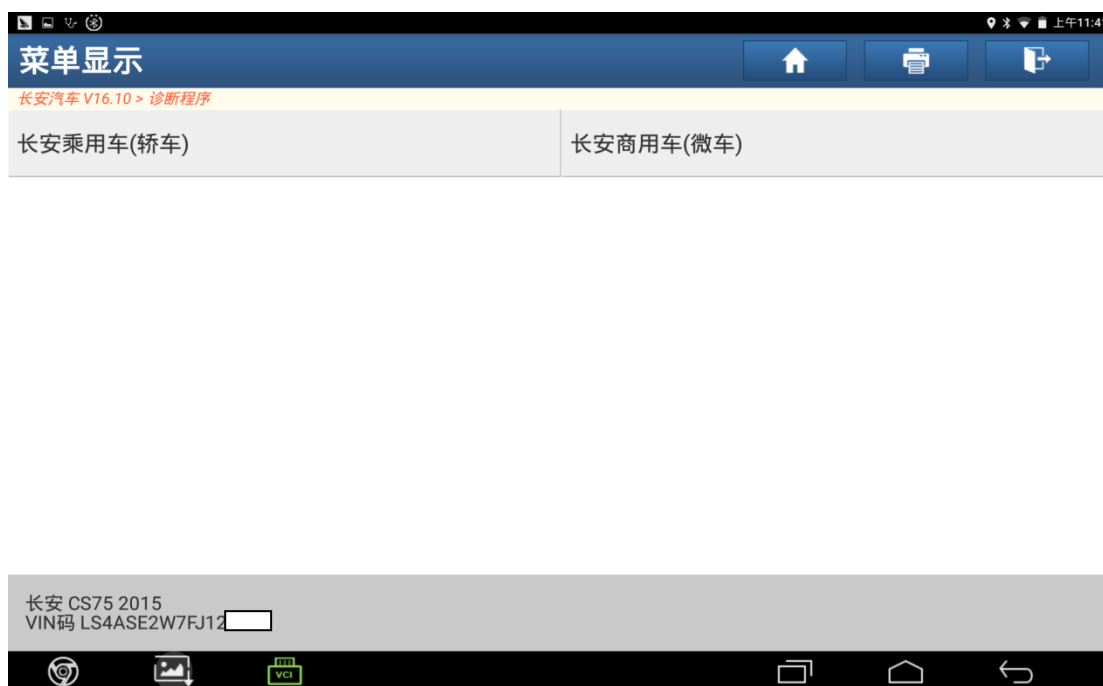 上午11:4
菜单显示
长安汽车 V16.10 > 诊断程序
长安乘用车(轿车)
长安商用车(微车)
长安 CS75 2015
VIN码 LS4ASE2W7FJ12
VCI